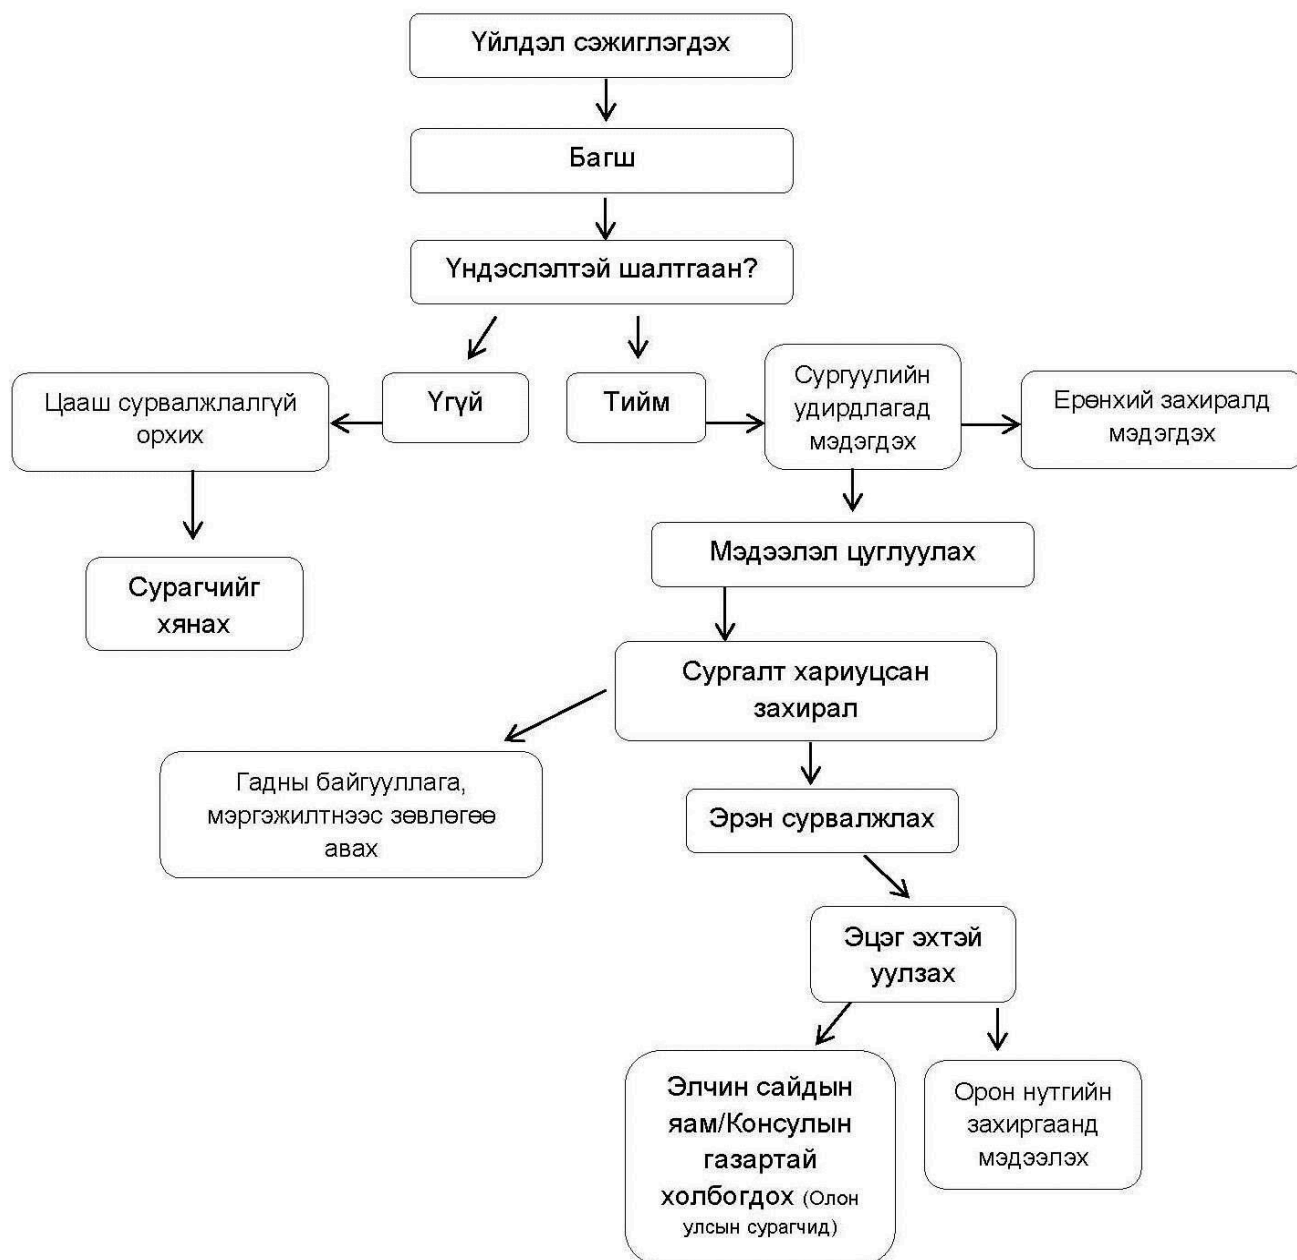 Үйлдэл сэжиглэгдэх
Багш
Үндэслэлтэй шалтгаан?
Цааш сурвалжлалгүй
орхих
Үгүй
Тийм
Сургуулийн
удирдлагад
мэдэгдэх
Ерөнхий захиралд
мэдэгдэх
Мэдээлэл цуглуулах
Сурагчийг
хянах
Сургалт хариуцсан
захирал
Гадны байгууллага,
мэргэжилтнээс зөвлөгөө
авах
Эрэн сурвалжлах
Эцэг эхтэй
уулзах
Элчин сайдын
яам/Консулын
газартай
холбогдох (Олон
улсын сурагчид)
Орон нутгийн
захиргаанд
мэдээлэх